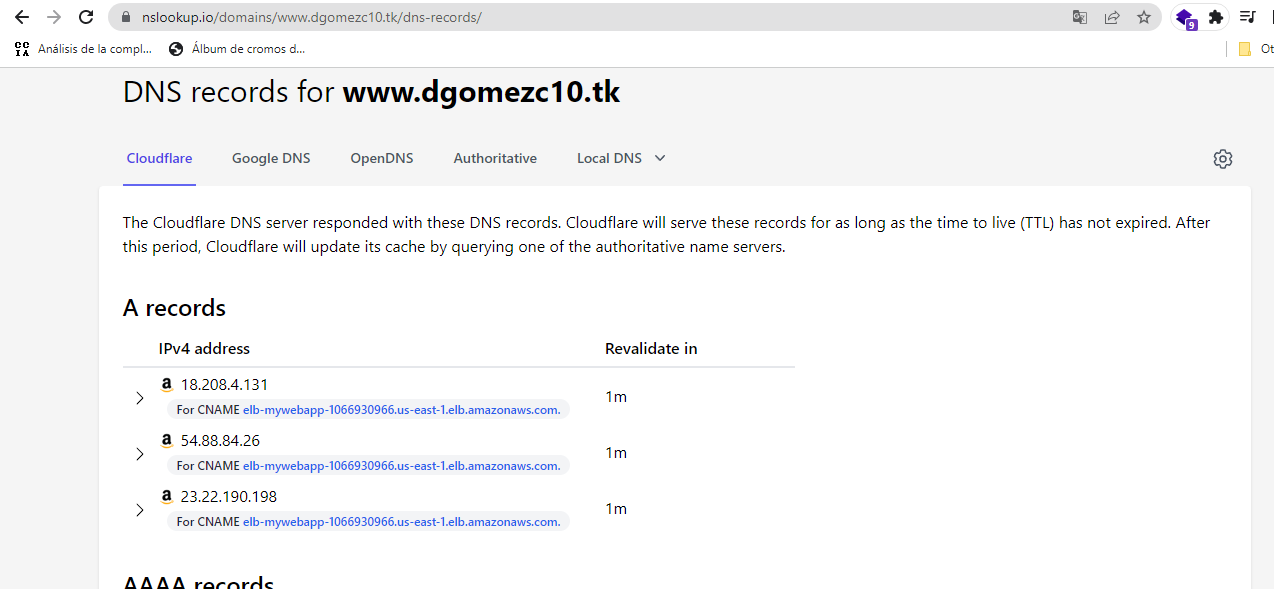 nslookup.io/domains/www.dgomezc10.tk/dns-records/
9
CC
IA
Análisis de la compl...
Álbum de cromos d...
Ot
DNS records for www.dgomezc10.tk
Cloudflare
Google DNS
OpenDNS
Authoritative
Local DNS
The Cloudflare DNS server responded with these DNS records. Cloudflare will serve these records for as long as the time to live (TTL) has not expired. After
this period, Cloudflare will update its cache by querying one of the authoritative name servers.
A records
IPv4 address
Revalidate in
a 18.208.4.131
1m
For CNAME elb-mywebapp-1066930966.us-east-1.elb.amazonaws.com.
a 54.88.84.26
1m
For CNAME elb-mywebapp-1066930966.us-east-1.elb.amazonaws.com.
a 23.22.190.198
1m
For CNAME elb-mywebapp-1066930966.us-east-1.elb.amazonaws.com.
AAAA records